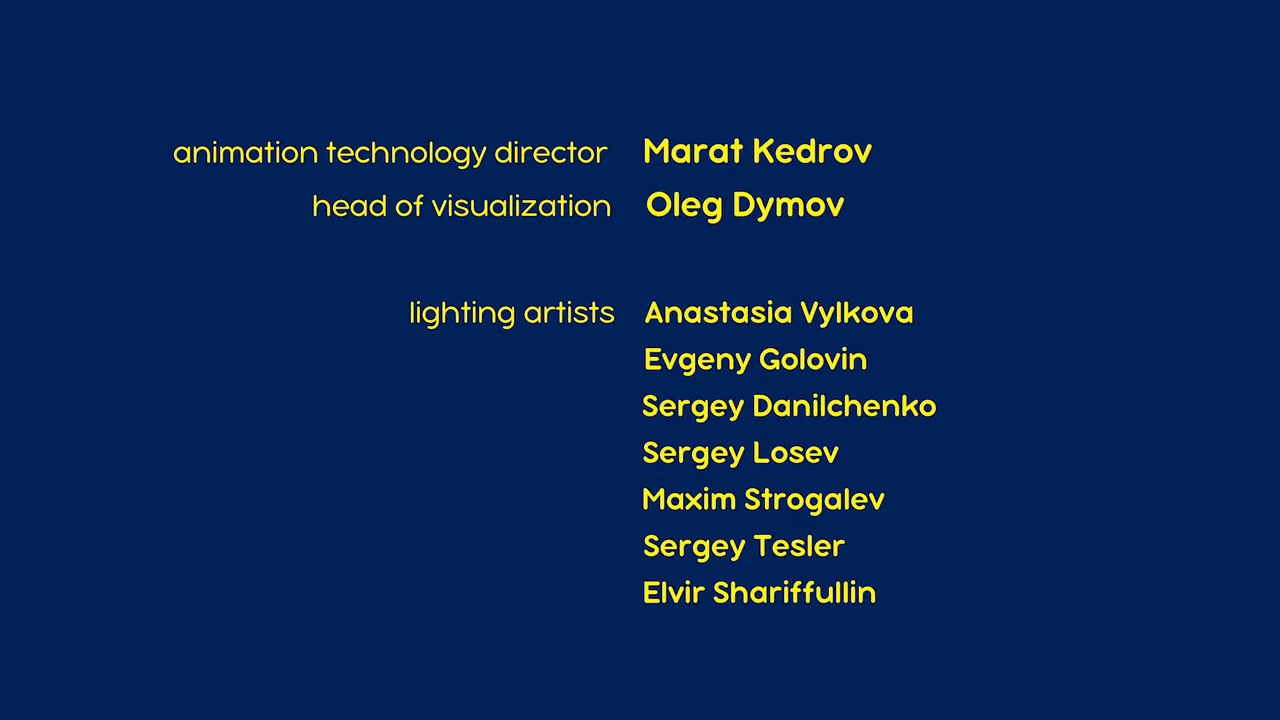 animation technology director Marat Kedrov
head of visualization Oleg Dymov
lighting artists Anastasia Vylkova
Evgeny Golovin
Sergey Danilchenko
Sergey Losev
Maxim Strogalev
Sergey Tesler
Elvir Shariffullin